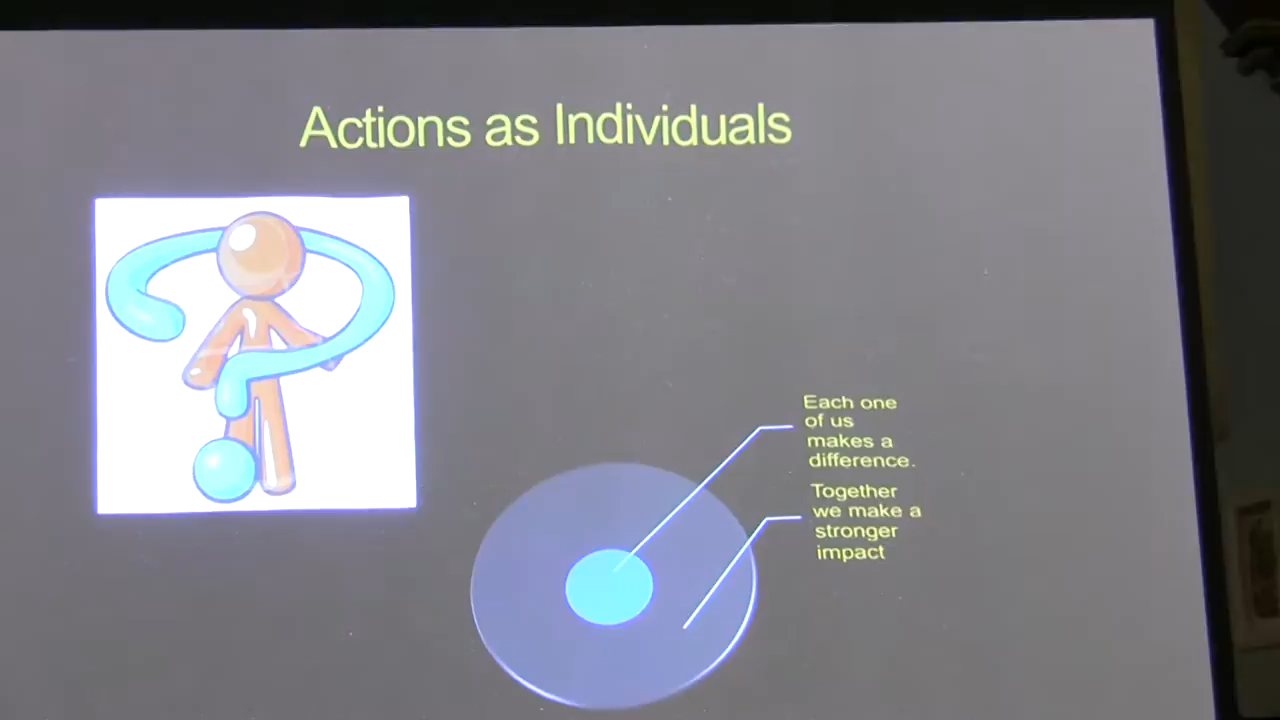 Actions as Individuals
Each one
of us
makes a
difference.
Together
we make a
stronger
impact